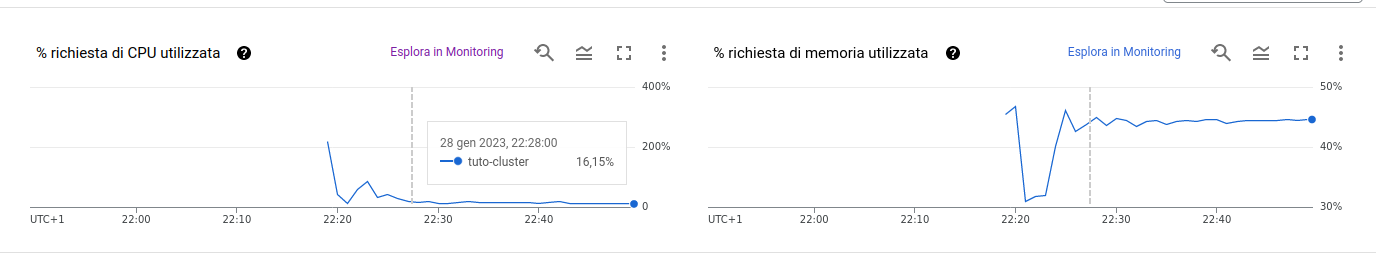 % richiesta di CPU utilizzata ? Esplora in Monitoring
400%
28 gen 2023, 22:28:00
200%
tuto-cluster 16,15%
0
UTC+1 22:00 22:10 22:20 22:30 22:40
% richiesta di memoria utilizzata ? Esplora in Monitoring
50%
40%
30%
UTC+1 22:00 22:10 22:20 22:30 22:40